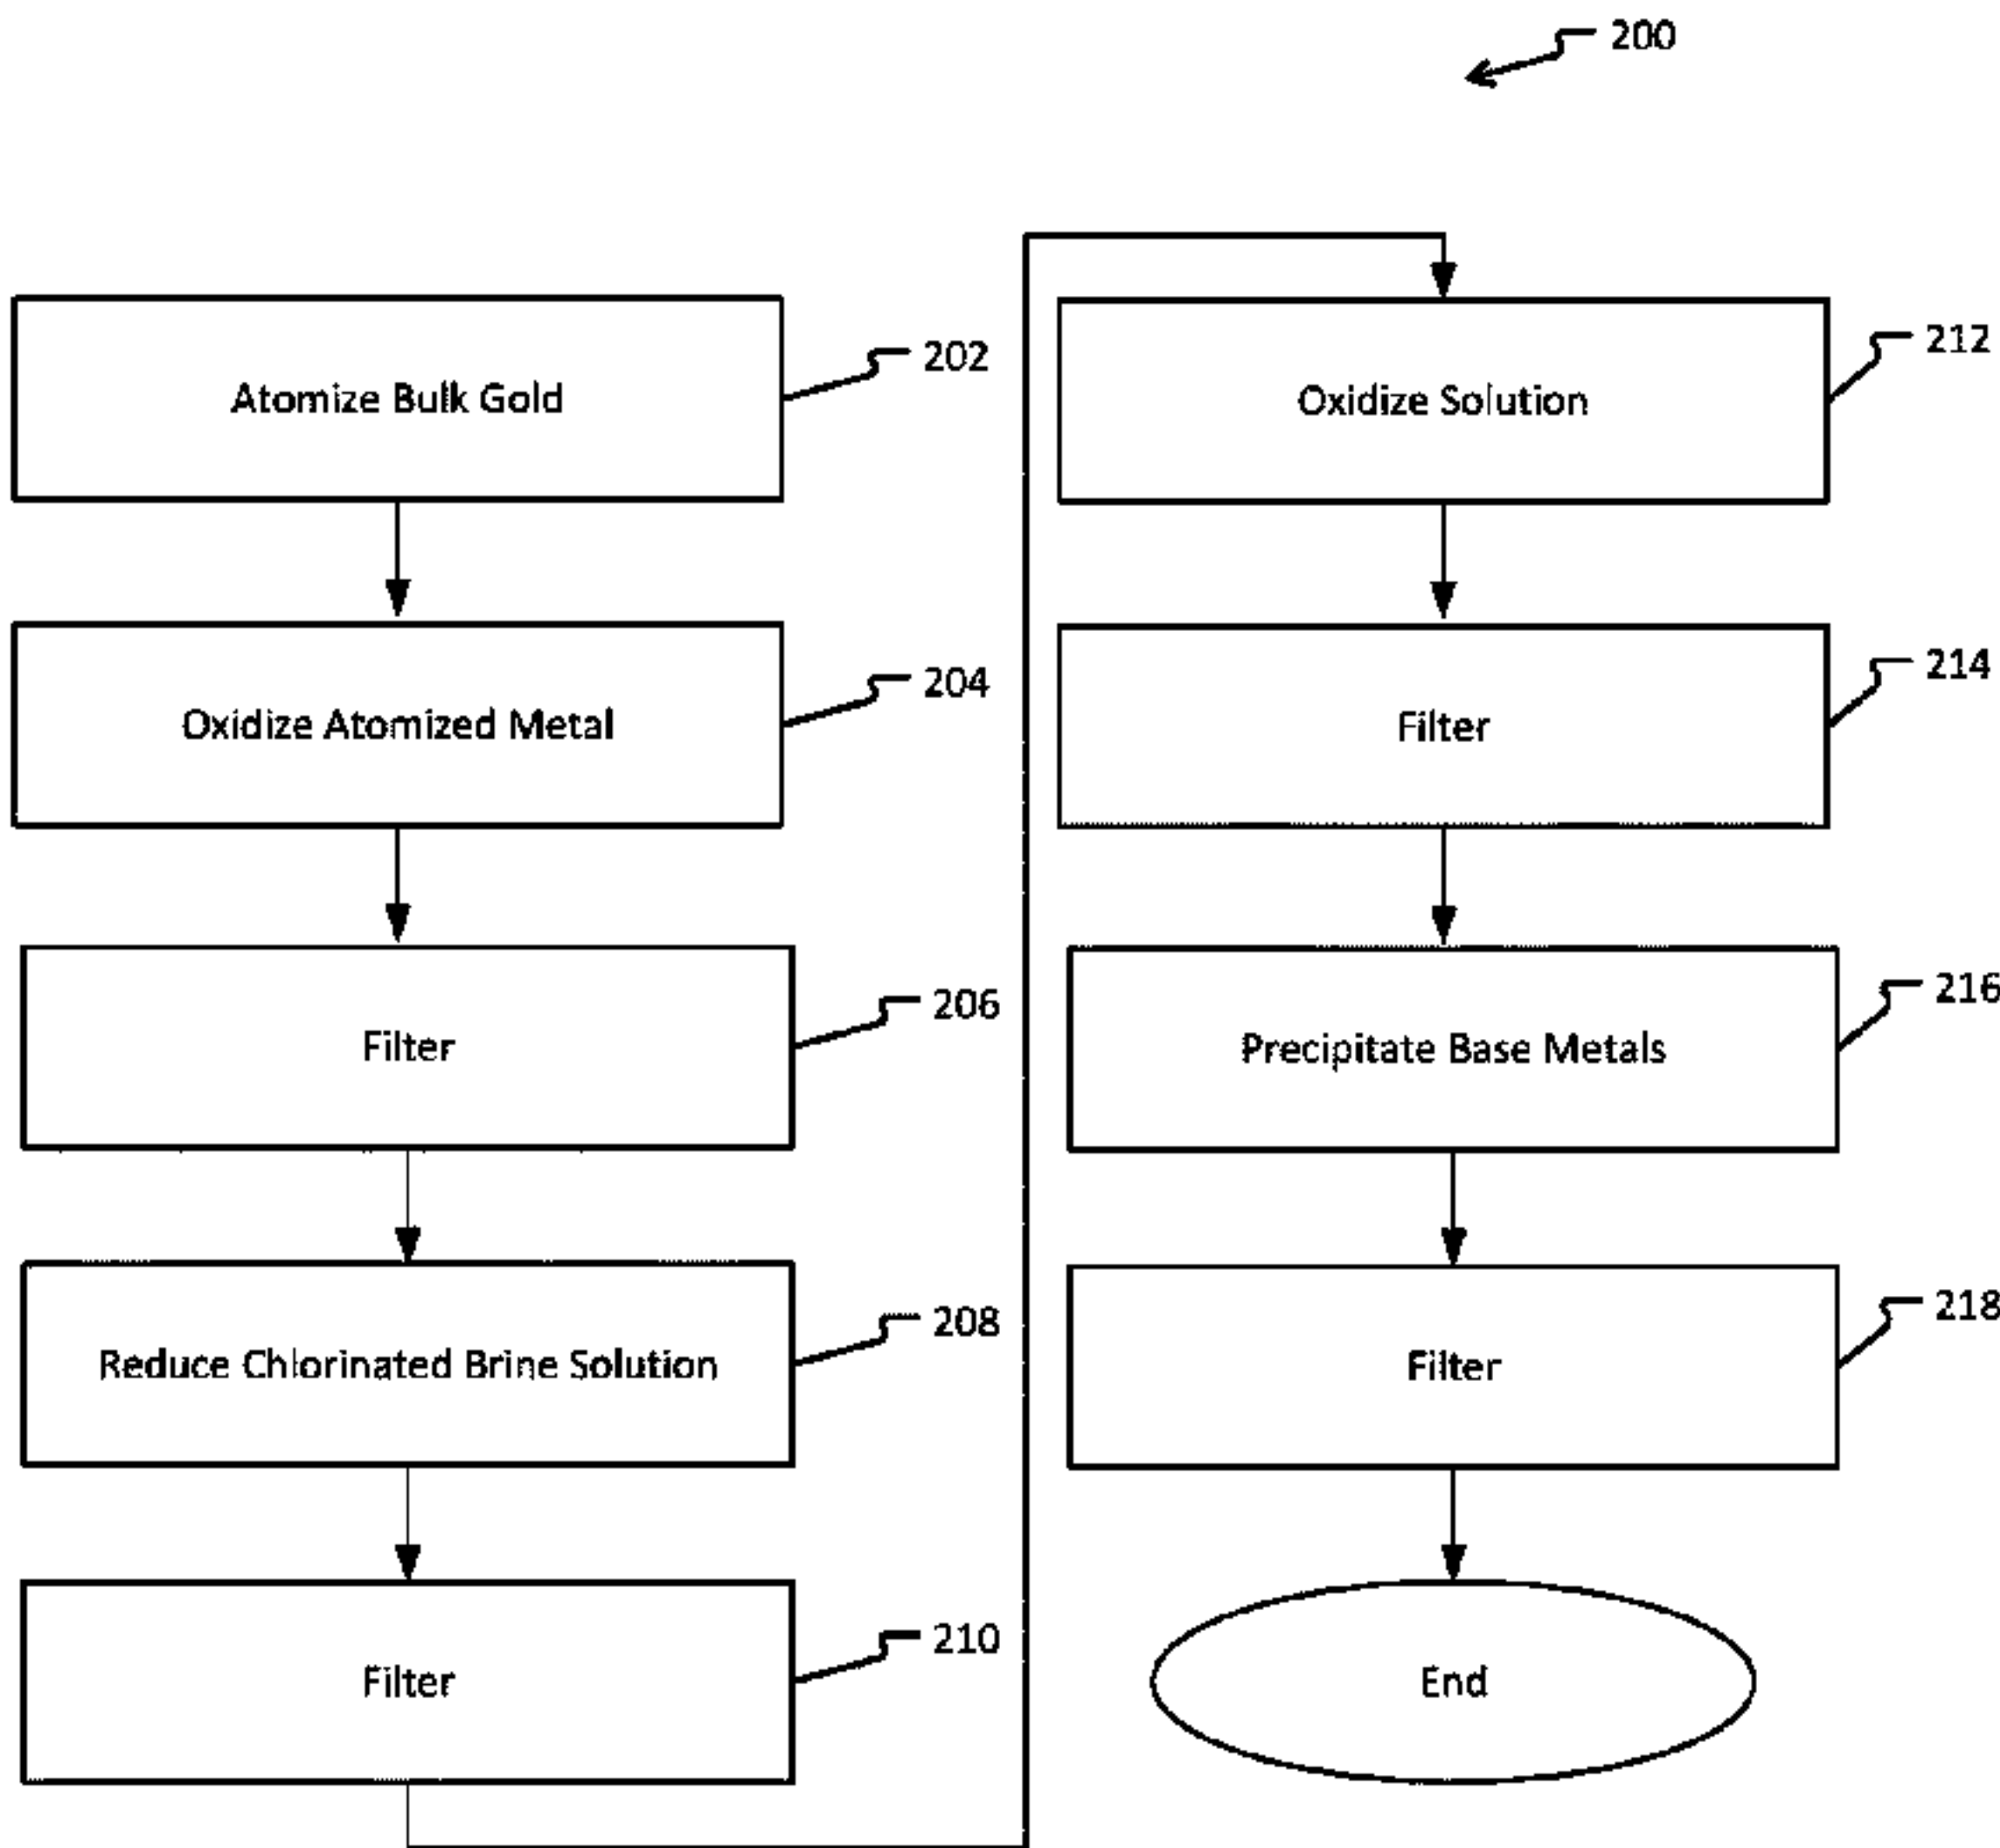 200
Atomize Bulk Gold
202
Oxidize Atomized Metal
204
Filter
206
Reduce Chlorinated Brine Solution
208
Filter
210
Oxidize Solution
212
Filter
214
Precipitate Base Metals
216
Filter
218
End